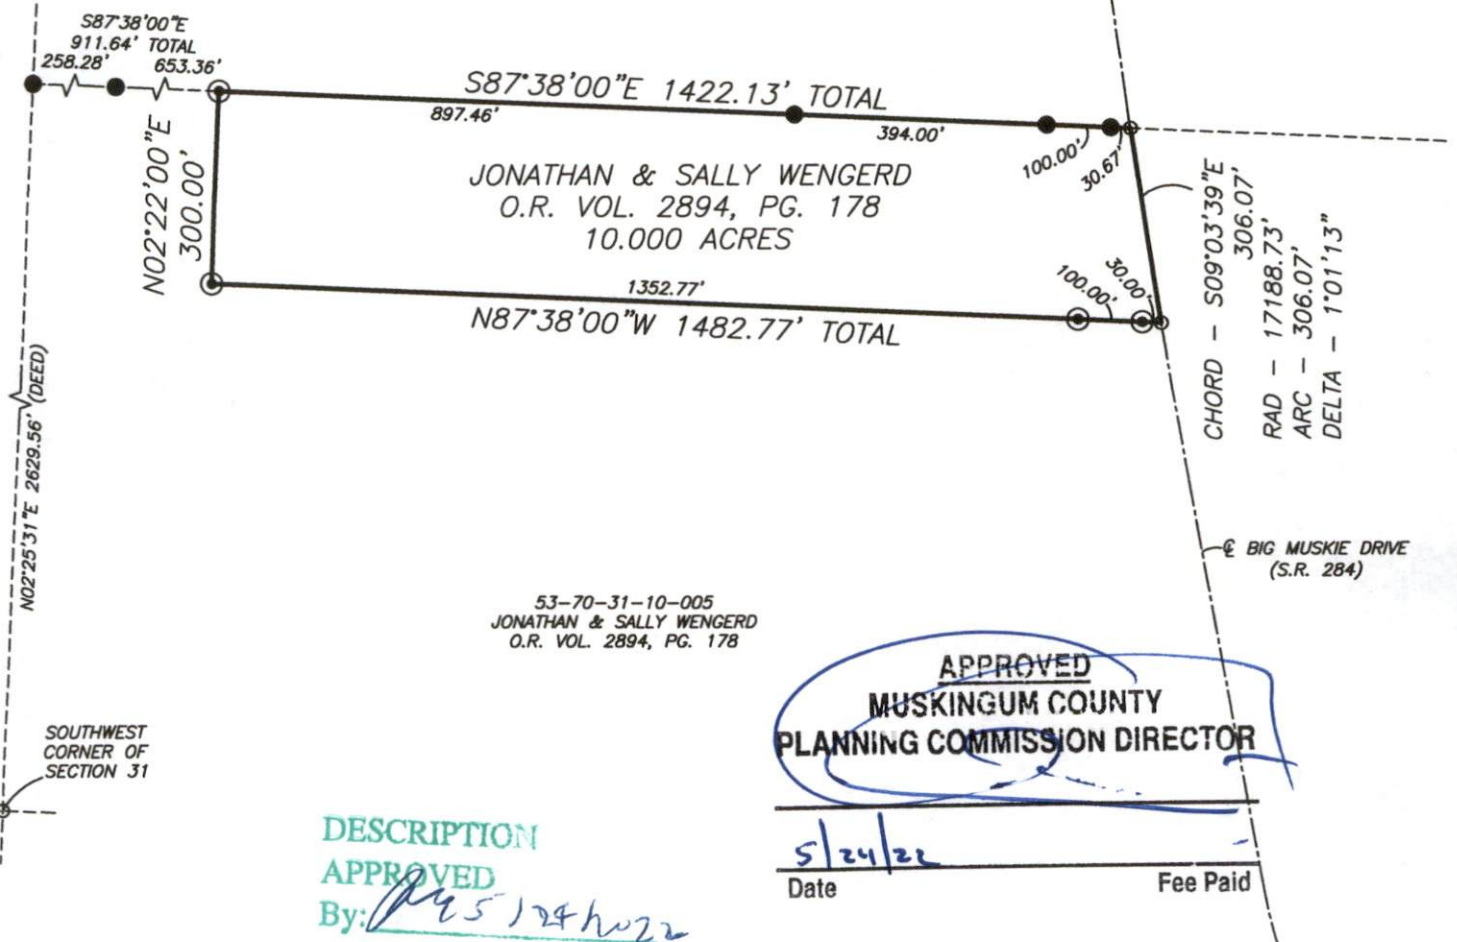 S87°38'00"E
911.64' TOTAL
258.28'
653.36'
S87°38'00"E 1422.13' TOTAL
897.46'
394.00'
100.00'
30.67'
N02°22'00"E
300.00'
JONATHAN & SALLY WENGERD
O.R. VOL. 2894, PG. 178
10.000 ACRES
CHORD - S09°03'39"E
306.07'
RAD - 17188.73'
ARC - 306.07'
DELTA - 1°01'13"
1352.77'
100.00'
30.00'
N87°38'00"W 1482.77' TOTAL
N02°25'31"E 2629.56' (DEED)
℄ BIG MUSKIE DRIVE
(S.R. 284)
53-70-31-10-005
JONATHAN & SALLY WENGERD
O.R. VOL. 2894, PG. 178
SOUTHWEST
CORNER OF
SECTION 31
APPROVED
MUSKINGUM COUNTY
PLANNING COMMISSION DIRECTOR
5/24/22
Date
Fee Paid
DESCRIPTION
APPROVED
By: 5/24/2022